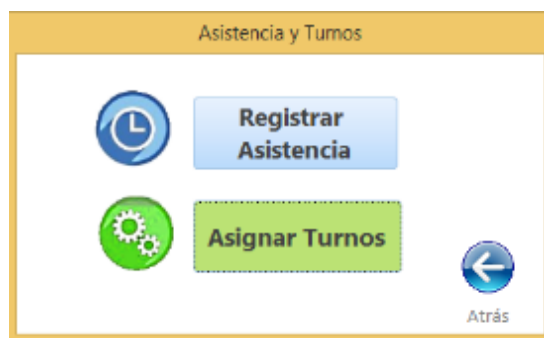 Asistencia y Turnos
Registrar
Asistencia
Asignar Turnos
Atrás